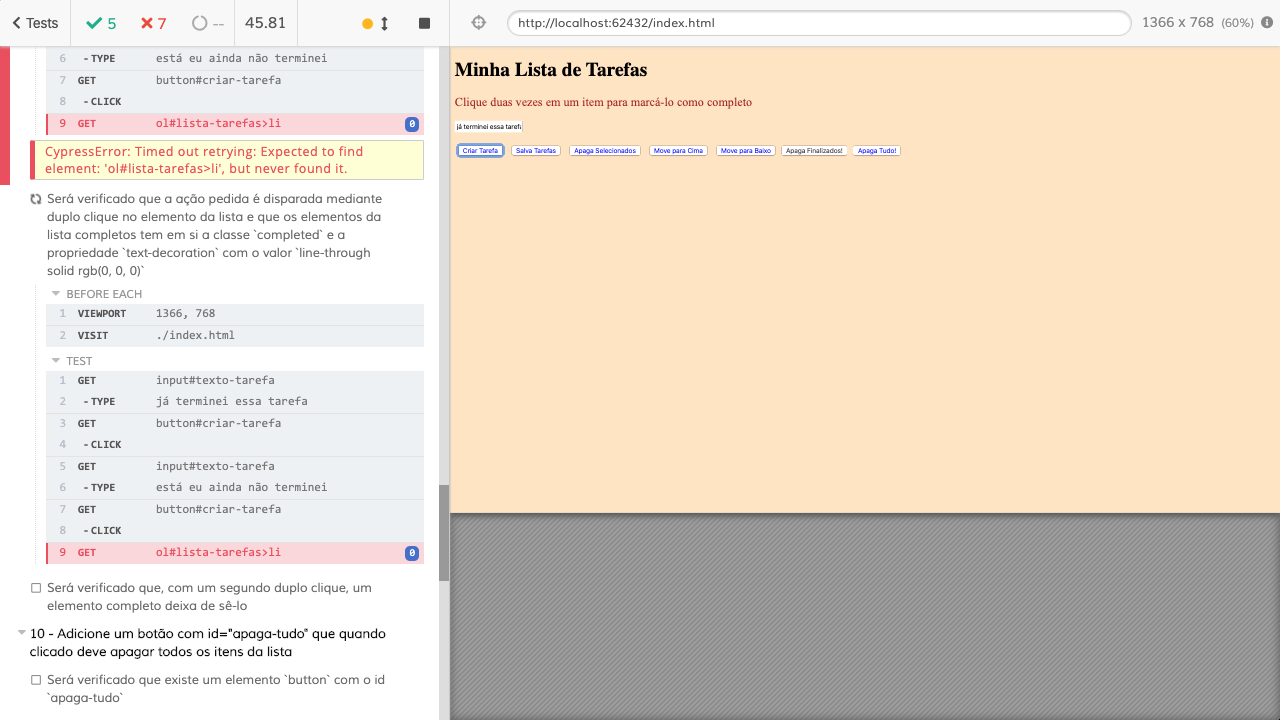 Tests
5
7
--
45.81
http://localhost:62432/index.html
1366 x 768 (60%)
6 - TYPE está eu ainda não terminei
7 GET button#criar-tarefa
8 - CLICK
9 GET ol#lista-tarefas>li 0
CypressError: Timed out retrying: Expected to find
element: 'ol#lista-tarefas>li', but never found it.
Será verificado que a ação pedida é disparada mediante
duplo clique no elemento da lista e que os elementos da
lista completos tem em si a classe `completed` e a
propriedade `text-decoration` com o valor `line-through
solid rgb(0, 0, 0)`
BEFORE EACH
1 VIEWPORT 1366, 768
2 VISIT ./index.html
TEST
1 GET input#texto-tarefa
2 - TYPE já terminei essa tarefa
3 GET button#criar-tarefa
4 - CLICK
5 GET input#texto-tarefa
6 - TYPE está eu ainda não terminei
7 GET button#criar-tarefa
8 - CLICK
9 GET ol#lista-tarefas>li 0
Será verificado que, com um segundo duplo clique, um
elemento completo deixa de sê-lo
10 - Adicione um botão com id="apaga-tudo" que quando
clicado deve apagar todos os itens da lista
Será verificado que existe um elemento `button` com o id
`apaga-tudo`
Minha Lista de Tarefas
Clique duas vezes em um item para marcá-lo como completo
já terminei essa tarefa
Criar Tarefa Salva Tarefas Apaga Selecionados Move para Cima Move para Baixo Apaga Finalizados! Apaga Tudo!